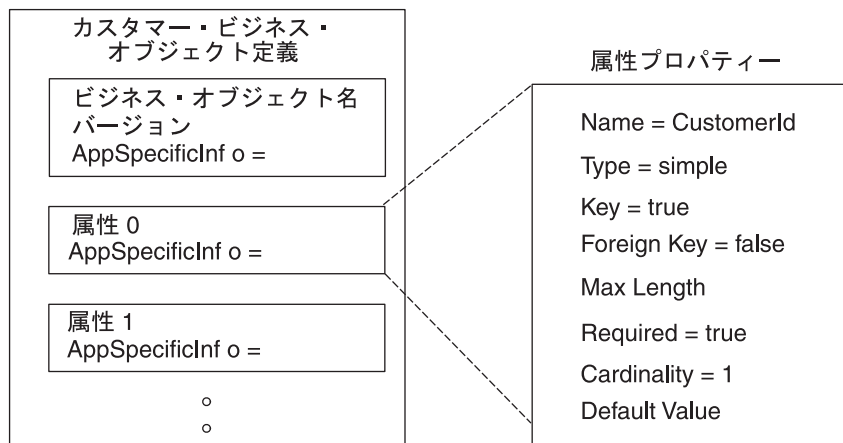 カスタマー・ビジネス・
オブジェクト定義
ビジネス・オブジェクト名
バージョン
AppSpecificInf o =
属性 0
AppSpecificInf o =
属性 1
AppSpecificInf o =
属性プロパティー
Name = CustomerId
Type = simple
Key = true
Foreign Key = false
Max Length
Required = true
Cardinality = 1
Default Value